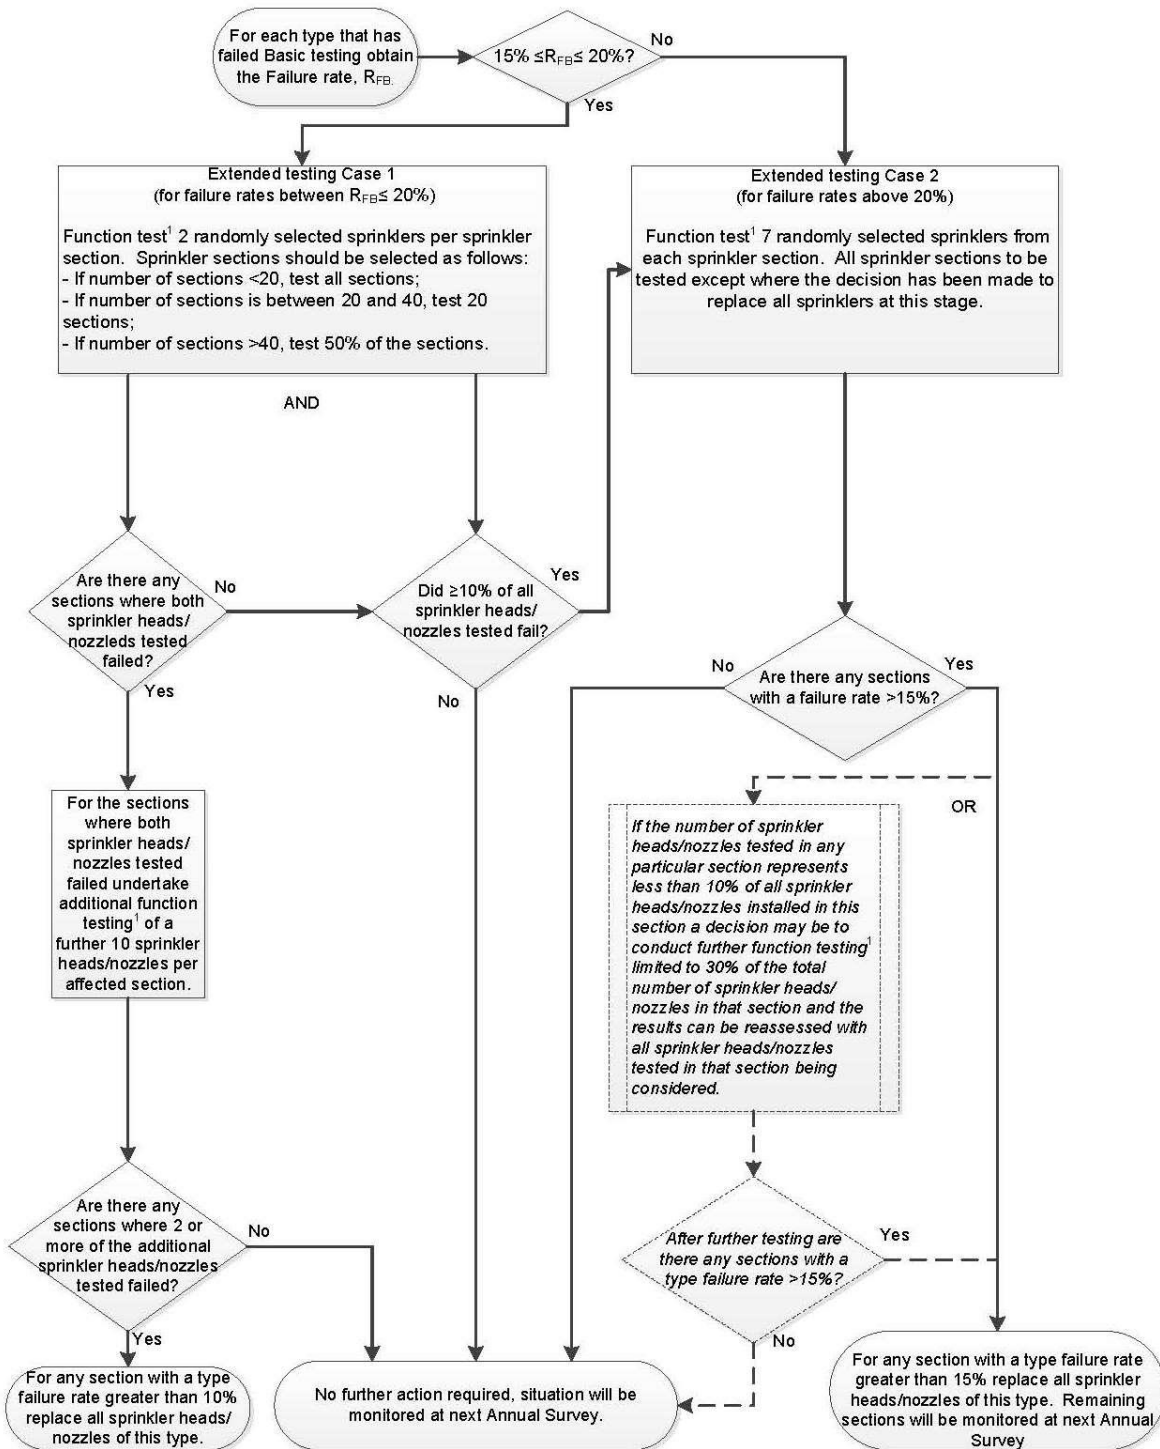 For each type that has
failed Basic testing obtain
the Failure rate, R_FB.
15% ≤R_FB≤ 20%?
No
Yes
Extended testing Case 1
(for failure rates between R_FB≤ 20%)
Function test¹ 2 randomly selected sprinklers per sprinkler
section.  Sprinkler sections should be selected as follows:
- If number of sections <20, test all sections;
- If number of sections is between 20 and 40, test 20
sections;
- If number of sections >40, test 50% of the sections.
Extended testing Case 2
(for failure rates above 20%)
Function test¹ 7 randomly selected sprinklers from
each sprinkler section.  All sprinkler sections to be
tested except where the decision has been made to
replace all sprinklers at this stage.
AND
Are there any
sections where both
sprinkler heads/
nozzleds tested
failed?
No
Yes
Did ≥10% of all
sprinkler heads/
nozzles tested fail?
Yes
No
Are there any sections
with a failure rate >15%?
No
Yes
For the sections
where both
sprinkler heads/
nozzles tested
failed undertake
additional function
testing¹ of a
further 10 sprinkler
heads/nozzles per
affected section.
OR
If the number of sprinkler
heads/nozzles tested in any
particular section represents
less than 10% of all sprinkler
heads/nozzles installed in this
section a decision may be to
conduct further function testing¹
limited to 30% of the total
number of sprinkler heads/
nozzles in that section and the
results can be reassessed with
all sprinkler heads/nozzles
tested in that section being
considered.
Are there any
sections where 2 or
more of the additional
sprinkler heads/nozzles
tested failed?
No
Yes
After further testing are
there any sections with a
type failure rate >15%?
Yes
No
For any section with a type
failure rate greater than 10%
replace all sprinkler heads/
nozzles of this type.
No further action required, situation will be
monitored at next Annual Survey.
For any section with a type failure rate
greater than 15% replace all sprinkler
heads/nozzles of this type.  Remaining
sections will be monitored at next Annual
Survey